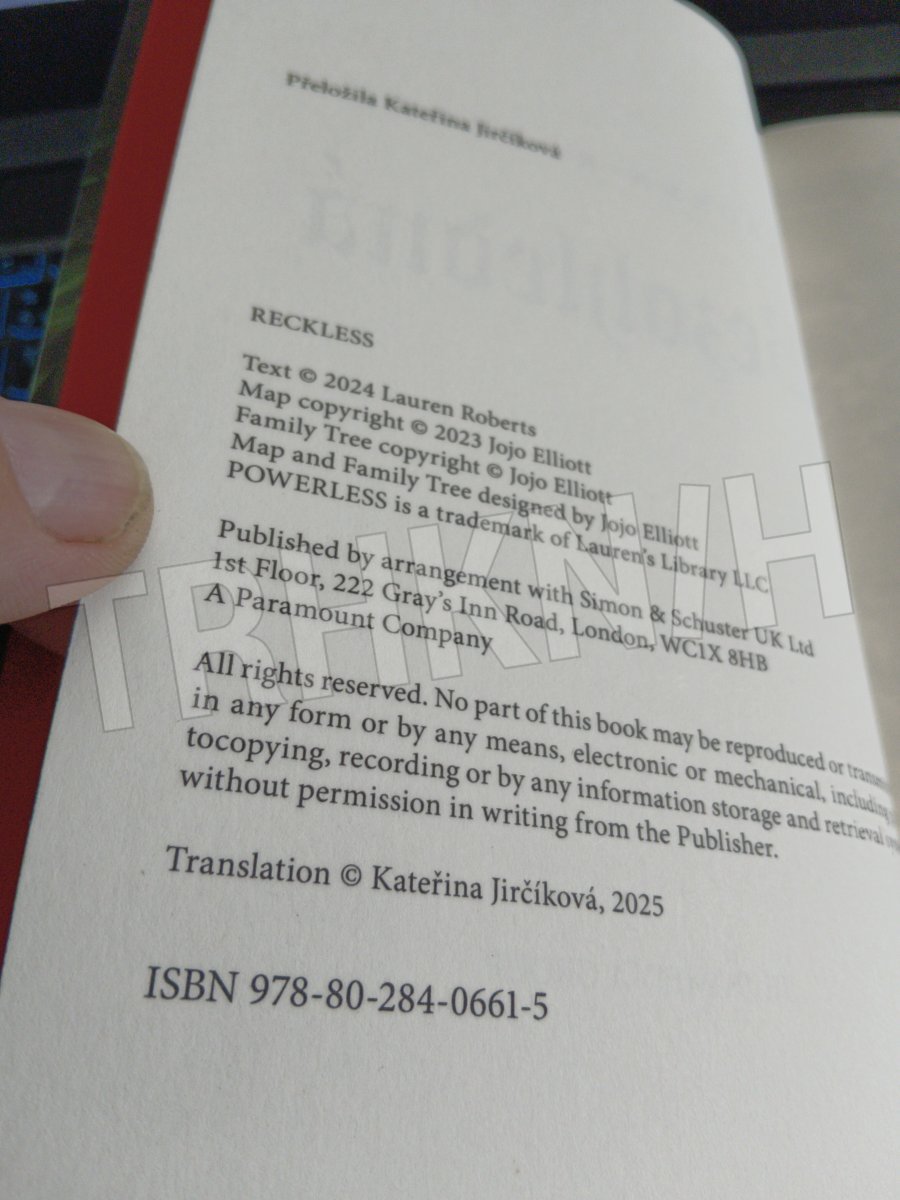 Přeložila Kateřina Jirčíková
RECKLESS
Text © 2024 Lauren Roberts
Map copyright © 2023 Jojo Elliott
Family Tree copyright © Jojo Elliott
Map and Family Tree designed by Jojo Elliott
POWERLESS is a trademark of Lauren's Library LLC
Published by arrangement with Simon & Schuster UK Ltd
1st Floor, 222 Gray's Inn Road, London, WC1X 8HB
A Paramount Company
All rights reserved. No part of this book may be reproduced or
in any form or by any means, electronic or mechanical, including
tocopying, recording or by any information storage and retrieval
without permission in writing from the Publisher.
Translation © Kateřina Jirčíková, 2025
ISBN 978-80-284-0661-5